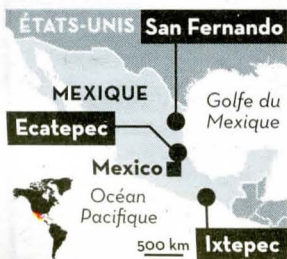 ÉTATS-UNIS
San Fernando
MEXIQUE
Golfe du
Mexique
Ecatepec
Mexico
Océan
Pacifique
500 km
Ixtepec